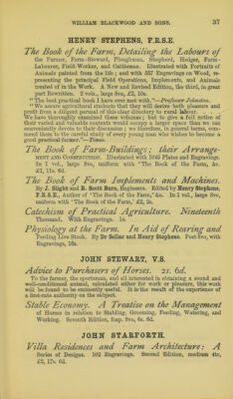 WILLIAM BLACKWOOD AND SONS. 37
HENRY STEPHENS, F.R.S.E.
The Book of the Farm, Detailing the Labours of
the Farmer, Farm-Steward, Ploughman, Shepherd, Hedger, Farm-
Labourer, Field Worker, and Cattleman. Illustrated with Portraits of
Animals painted from the life; and with 557 Engravings on Wood, re-
presenting the principal Field Operations, Implements, and Animals
treated of in the Work. A New and Revised Edition, the third, in great
part Rewritten. 2 vols., large 8vo, £2, 10s.
"The best practical book I have ever met with."—Professor Johnston.
"We assure agricultural students that they will derive both pleasure and
profit from a diligent perusal of this clear directory to rural labour.
We have thoroughly examined these volumes; but to give a full notice of
their varied and valuable contents would occupy a larger space than we can
conveniently devote to their discussion; we therefore, in general terms, com-
mend them to the careful study of every young man who wishes to become a
good practical farmer."—Times.
The Book of Farm-Buildings: their Arrange-
MENT AND CONSTRUCTION. Illustrated with 1045 Plates and Engravings.
In 1 vol., large 8vo, uniform with 'The Book of the Farm,' &c.
£1, 11s. 6d.
The Book of Farm Implements and Machines.
By J. Slight and R. Scott Burn, Engineers. Edited by Henry Stephens,
F.R.S.E., Author of 'The Book of the Farm,' &c. In 1 vol., large 8vo,
uniform with 'The Book of the Farm,' £2, 2s.
Catechism of Practical Agriculture. Nineteenth
Thousand. With Engravings. 1s.
Physiology at the Farm. In Aid of Rearing and
Feeding Live Stock. By Dr Seller and Henry Stephens. Post 8vo, with
Engravings, 16s.
JOHN STEWART, V.S.
Advice to Purchasers of Horses. 2s. 6d.
To the farmer, the sportsman, and all interested in obtaining a sound and
well-conditioned animal, calculated either for work or pleasure, this work
will be found to be eminently useful. It is the result of the experience of
a first-rate authority on the subject.
Stable Economy. A Treatise on the Management
of Horses in relation to Stabling, Grooming, Feeding, Watering, and
Working. Seventh Edition, fcap. 8vo, 6s. 6d.
JOHN STARFORTH.
Villa Residences and Farm Architecture: A
Series of Designs. 102 Engravings. Second Edition, medium 4to,
£2, 17s. 6d.